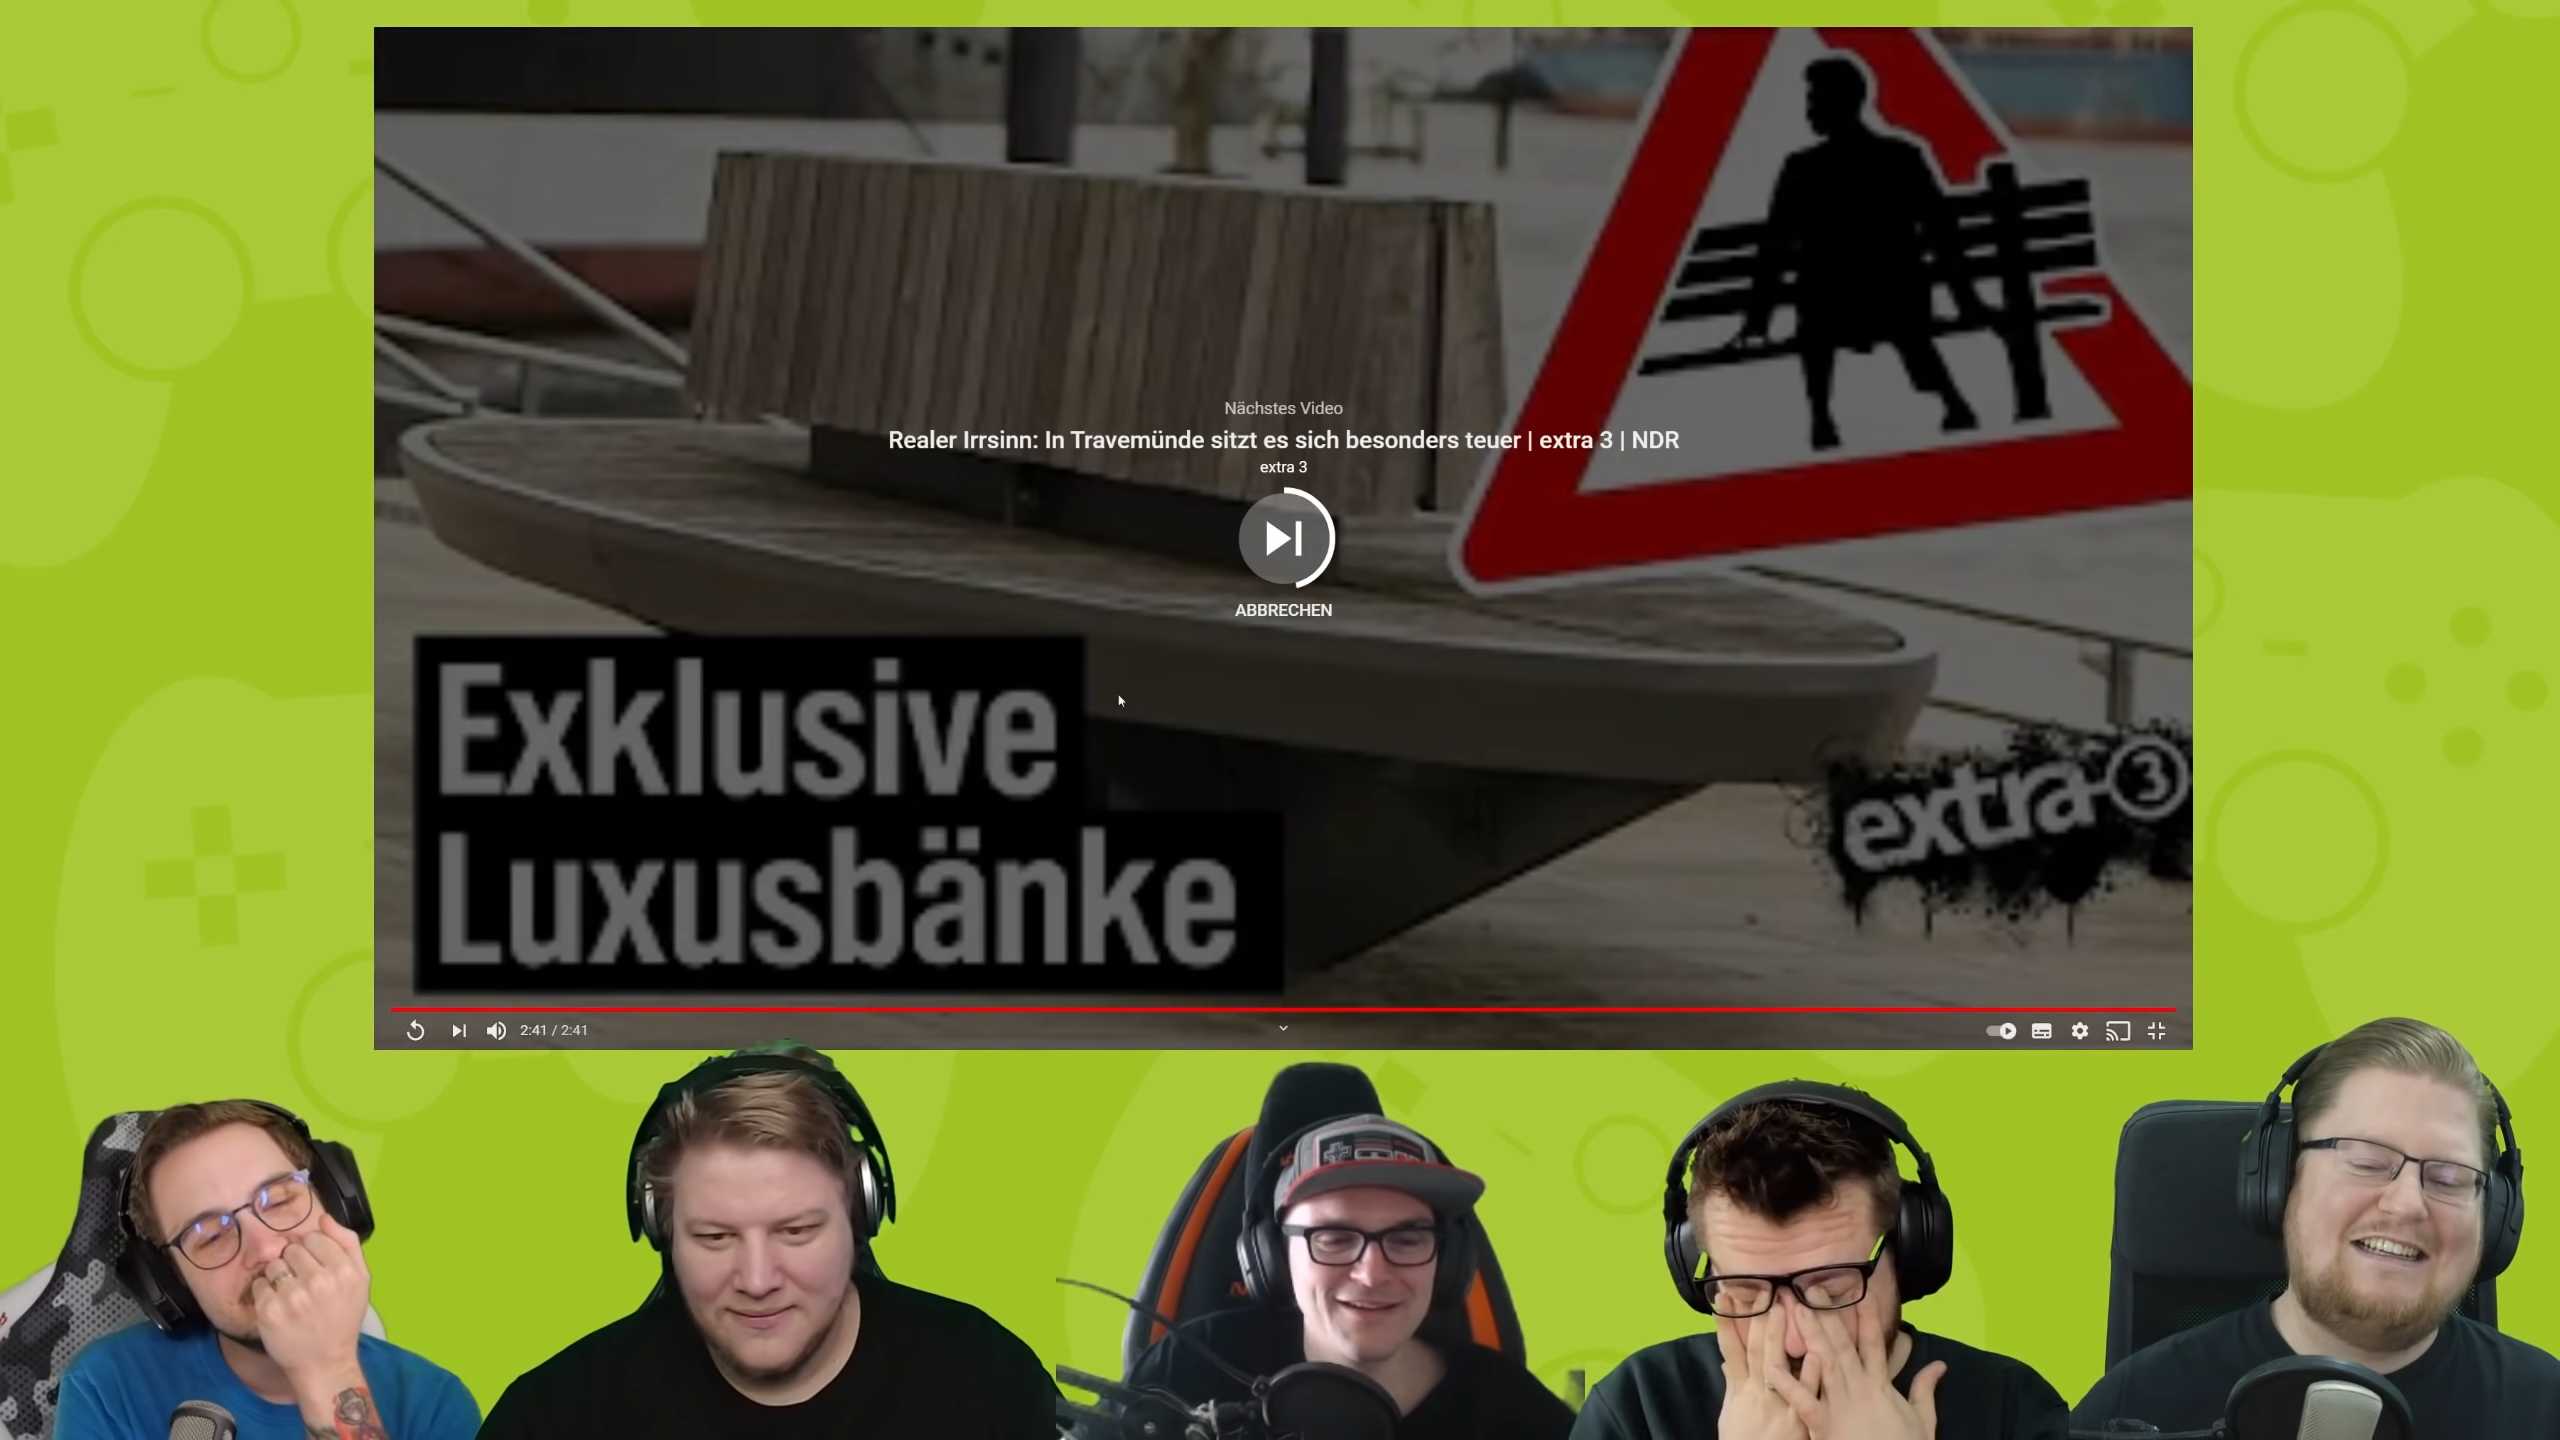 Nächstes Video
Realer Irrsinn: In Travemünde sitzt es sich besonders teuer | extra 3 | NDR
extra 3
ABBRECHEN
Exklusive
Luxusbänke
extra 3
2:41 / 2:41